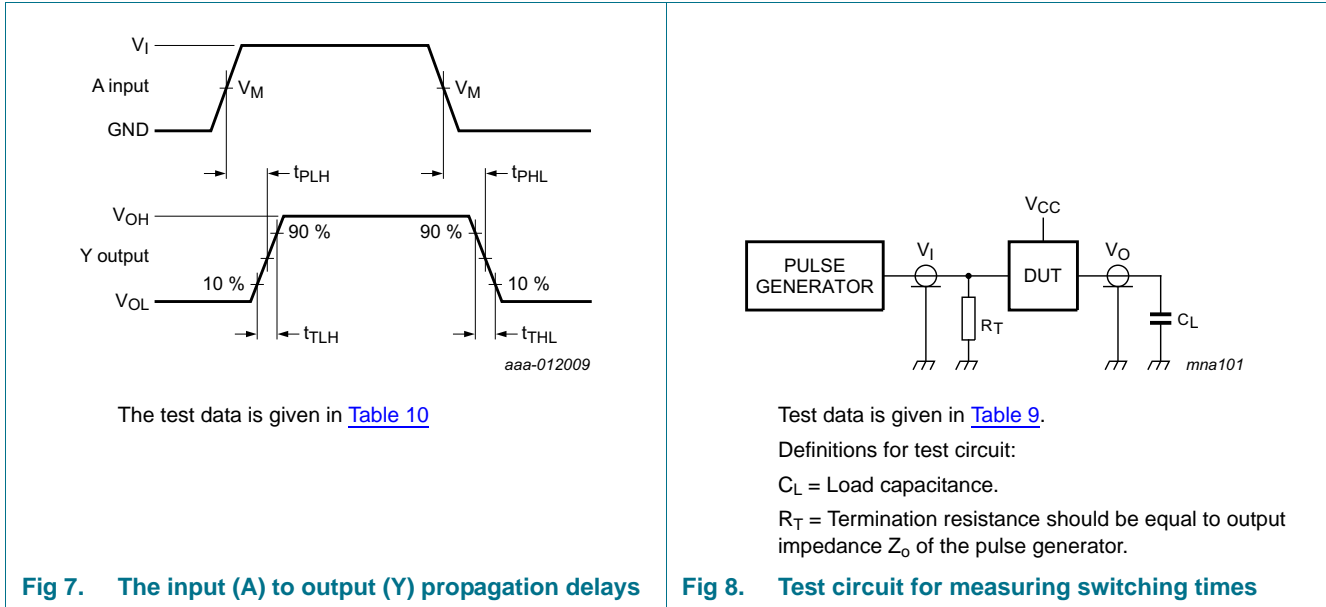 V_I
A input
V_M
V_M
GND
t_PLH
t_PHL
V_OH
90 %
90 %
Y output
10 %
10 %
V_OL
t_TLH
t_THL
aaa-012009
The test data is given in Table 10
Fig 7. The input (A) to output (Y) propagation delays
V_CC
V_I
V_O
PULSE
GENERATOR
DUT
R_T
C_L
mna101
Test data is given in Table 9.
Definitions for test circuit:
C_L = Load capacitance.
R_T = Termination resistance should be equal to output
impedance Z_o of the pulse generator.
Fig 8. Test circuit for measuring switching times